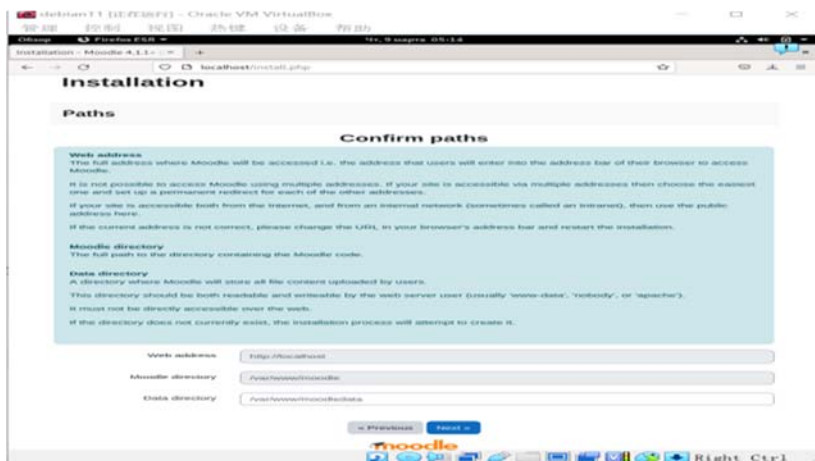 debian11 [正在运行] - Oracle VM VirtualBox
管理 控制 视图 热键 设备 帮助
Обзор Firefox ESR Чт, 9 марта 05:14
Installation - Moodle 4.1.1+
localhost/install.php
Installation
Paths
Confirm paths
Web address
The full address where Moodle will be accessed i.e. the address that users will enter into the address bar of their browser to access
Moodle.
It is not possible to access Moodle using multiple addresses. If your site is accessible via multiple addresses then choose the easiest
one and set up a permanent redirect for each of the other addresses.
If your site is accessible both from the Internet, and from an internal network (sometimes called an Intranet), then use the public
address here.
If the current address is not correct, please change the URL in your browser's address bar and restart the installation.
Moodle directory
The full path to the directory containing the Moodle code.
Data directory
A directory where Moodle will store all file content uploaded by users.
This directory should be both readable and writeable by the web server user (usually 'www-data', 'nobody', or 'apache').
It must not be directly accessible over the web.
If the directory does not currently exist, the installation process will attempt to create it.
Web address http://localhost
Moodle directory /var/www/moodle
Data directory /var/www/moodledata
« Previous Next »
moodle
Right Ctrl